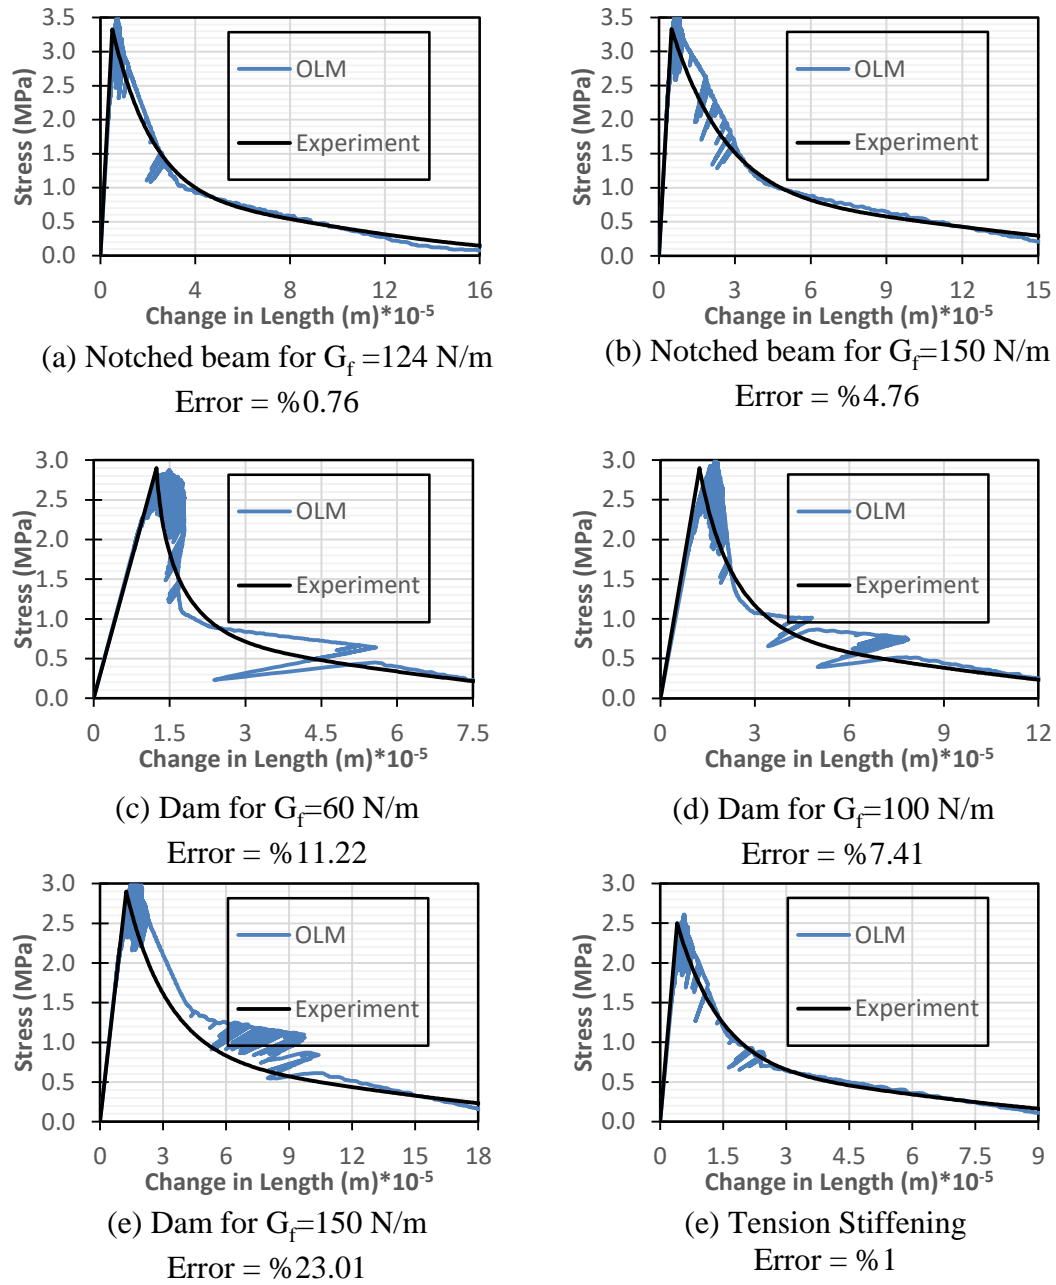 Stress (MPa)
3.5
3.0
2.5
2.0
1.5
1.0
0.5
0.0
OLM
Experiment
0 4 8 12 16
Change in Length (m)*10-5
(a) Notched beam for Gf =124 N/m
Error = %0.76
Stress (MPa)
3.5
3.0
2.5
2.0
1.5
1.0
0.5
0.0
OLM
Experiment
0 3 6 9 12 15
Change in Length (m)*10-5
(b) Notched beam for Gf=150 N/m
Error = %4.76
Stress (MPa)
3.0
2.5
2.0
1.5
1.0
0.5
0.0
OLM
Experiment
0 1.5 3 4.5 6 7.5
Change in Length (m)*10-5
(c) Dam for Gf=60 N/m
Error = %11.22
Stress (MPa)
3.0
2.5
2.0
1.5
1.0
0.5
0.0
OLM
Experiment
0 3 6 9 12
Change in Length (m)*10-5
(d) Dam for Gf=100 N/m
Error = %7.41
Stress (MPa)
3.0
2.5
2.0
1.5
1.0
0.5
0.0
OLM
Experiment
0 3 6 9 12 15 18
Change in Length (m)*10-5
(e) Dam for Gf=150 N/m
Error = %23.01
Stress (MPa)
3.0
2.5
2.0
1.5
1.0
0.5
0.0
OLM
Experiment
0 1.5 3 4.5 6 7.5 9
Change in Length (m)*10-5
(e) Tension Stiffening
Error = %1